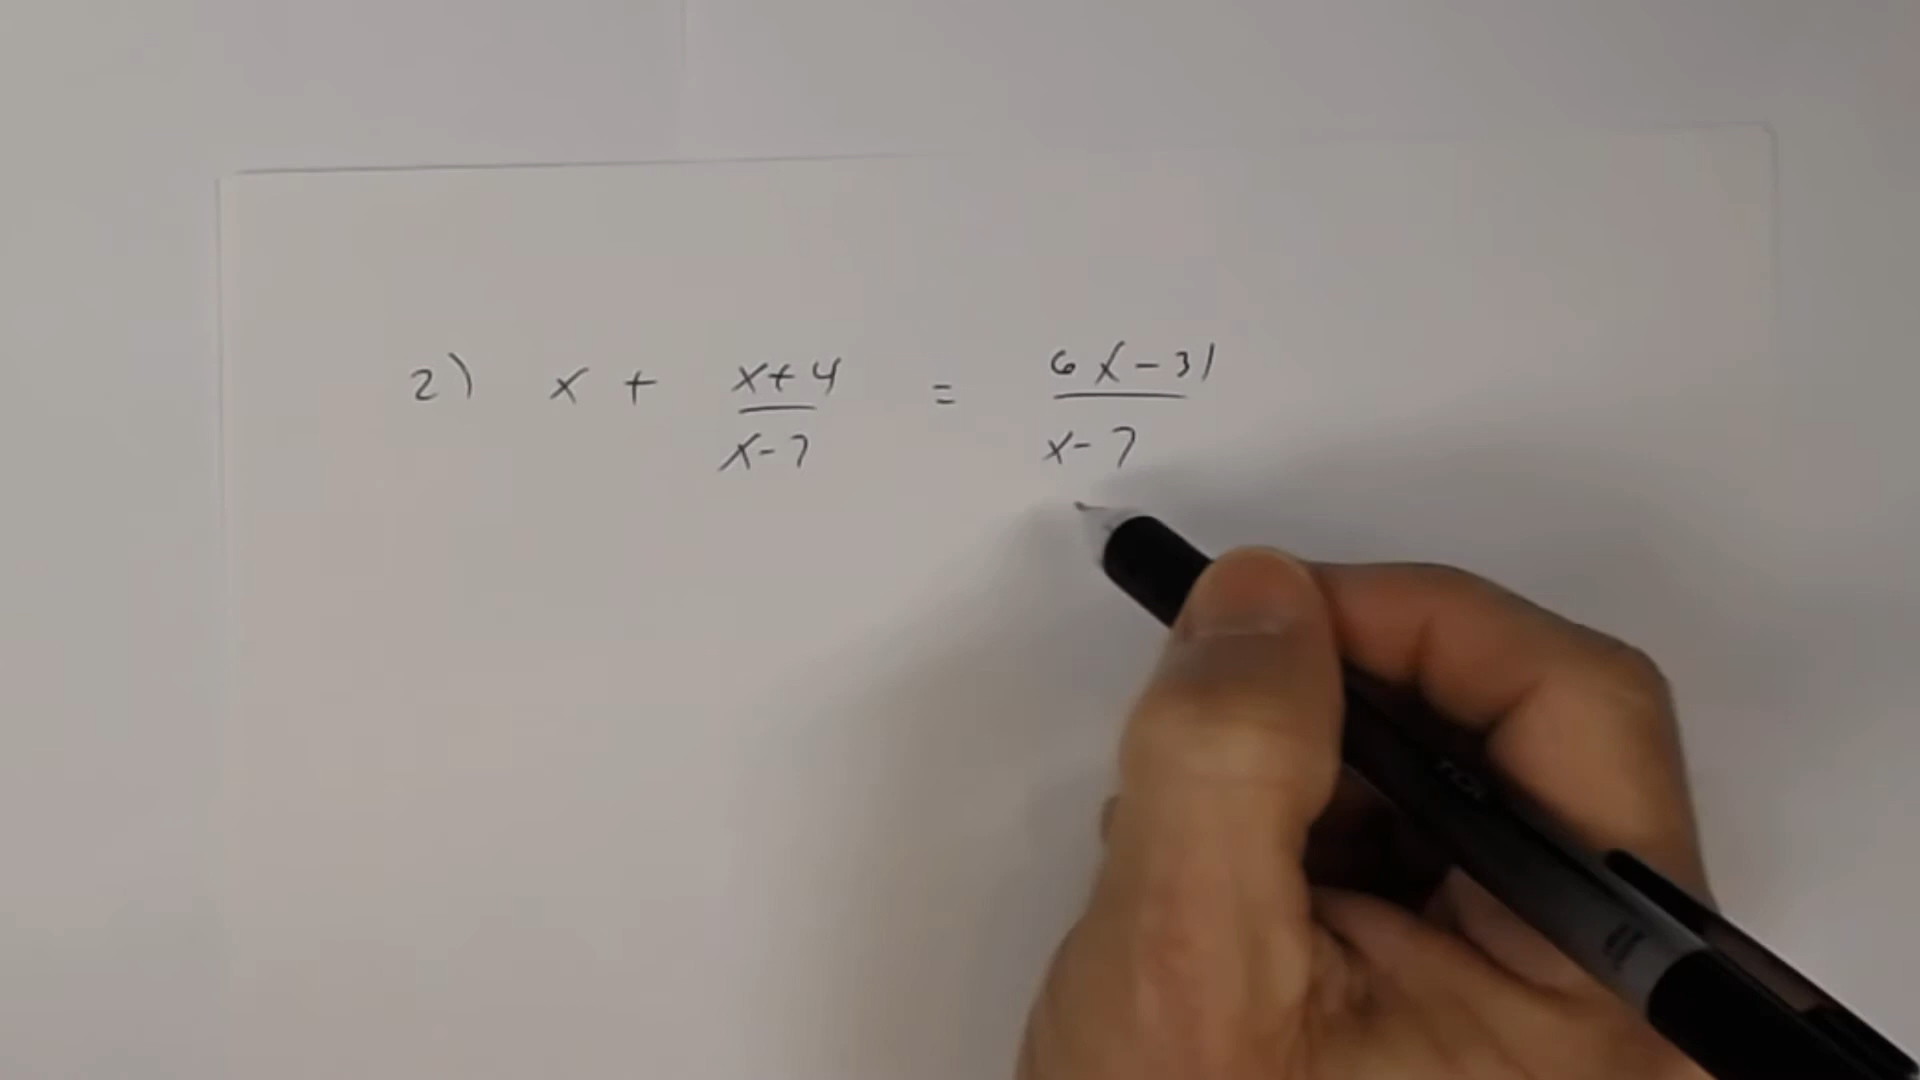 2) x + x+4/x-7 = 6x-31/x-7